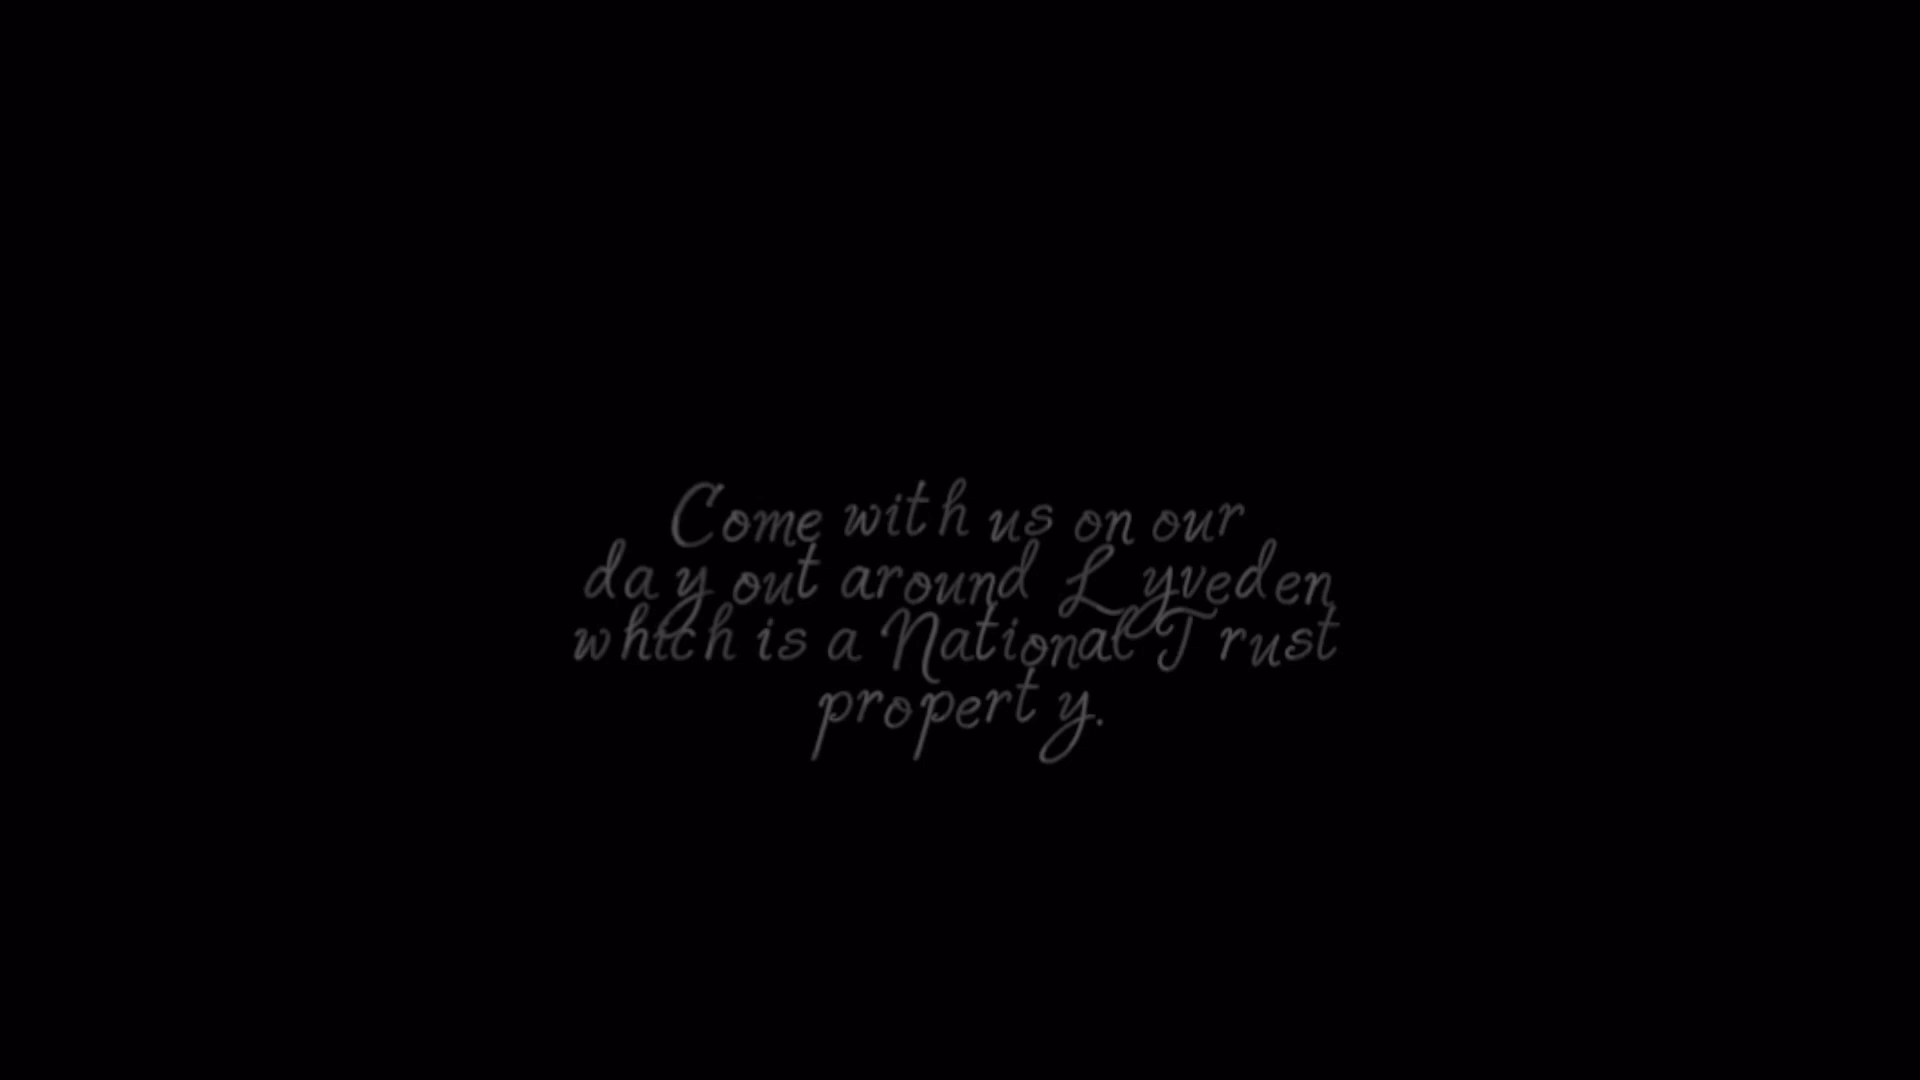 Come with us on our
day out around Lyveden
which is a National Trust
property.